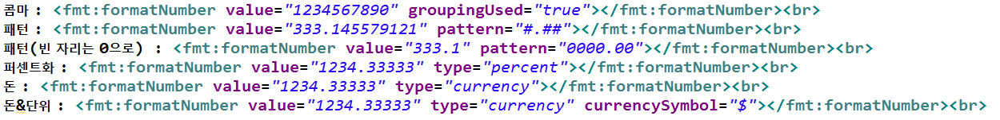 콤마 : <fmt:formatNumber value="1234567890" groupingUsed="true"></fmt:formatNumber><br>
패턴 : <fmt:formatNumber value="333.145579121" pattern="#.##"></fmt:formatNumber><br>
패턴(빈 자리는 0으로) : <fmt:formatNumber value="333.1" pattern="0000.00"></fmt:formatNumber><br>
퍼센트화 : <fmt:formatNumber value="1234.33333" type="percent"></fmt:formatNumber><br>
돈 : <fmt:formatNumber value="1234.33333" type="currency"></fmt:formatNumber><br>
돈&단위 : <fmt:formatNumber value="1234.33333" type="currency" currencySymbol="$"></fmt:formatNumber><br>